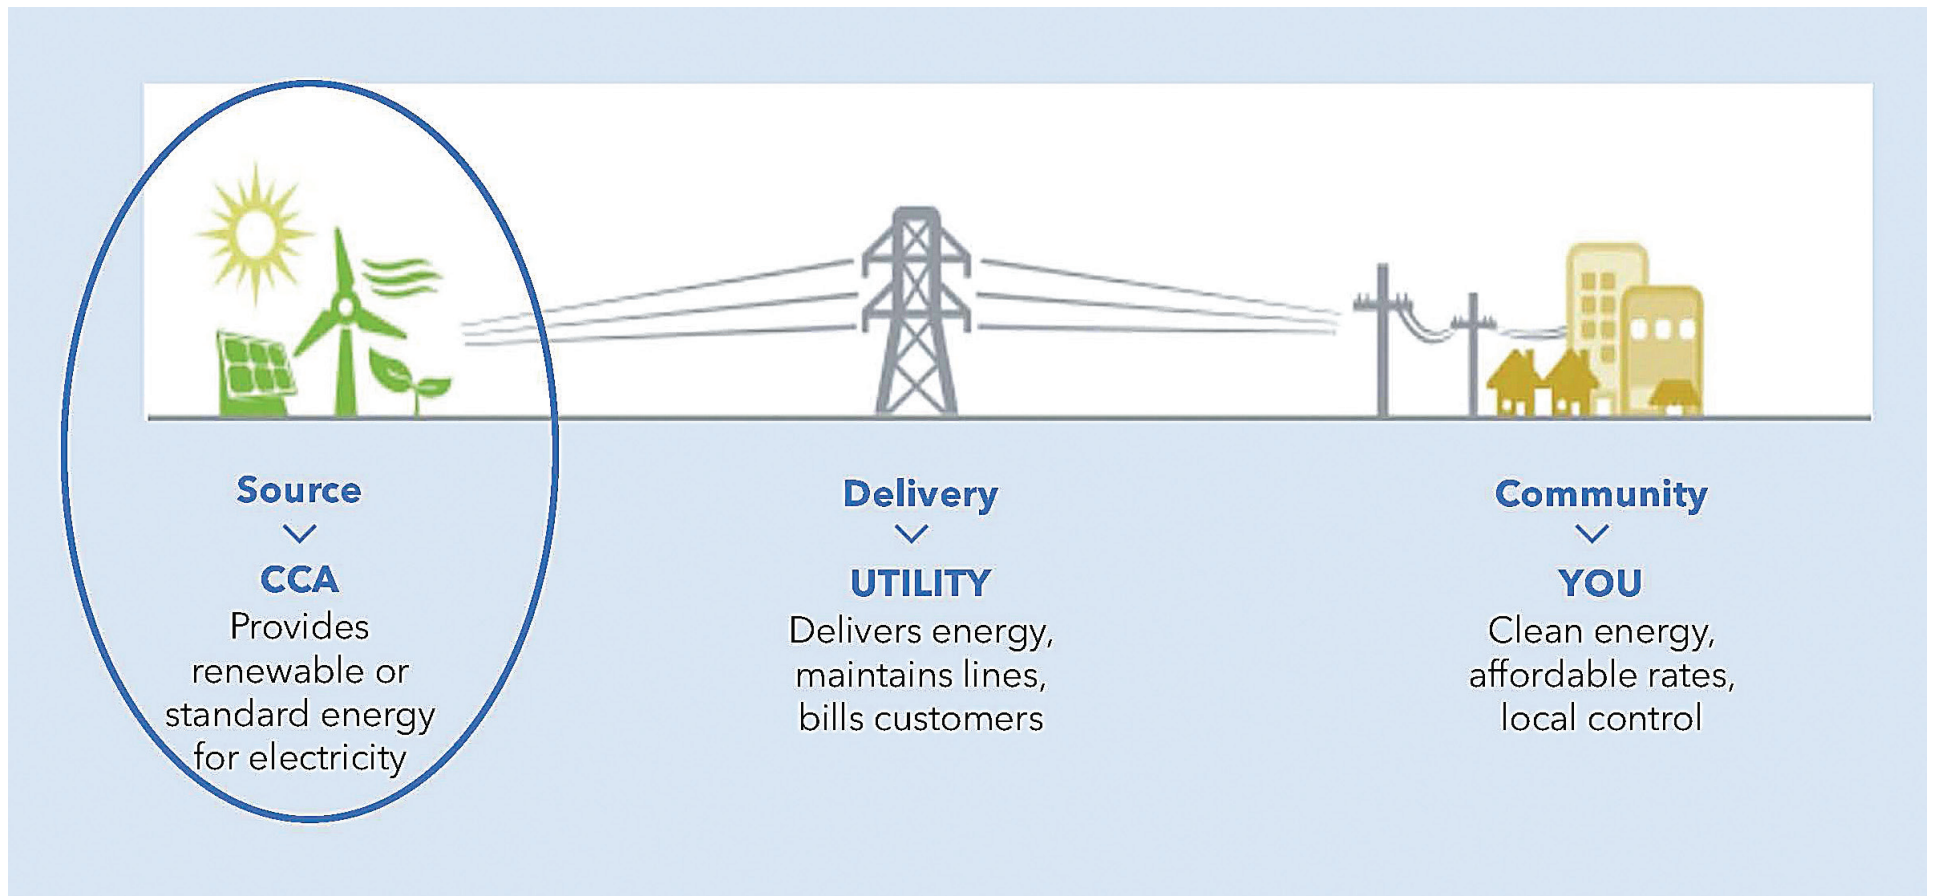 Source
CCA
Provides
renewable or
standard energy
for electricity
Delivery
UTILITY
Delivers energy,
maintains lines,
bills customers
Community
YOU
Clean energy,
affordable rates,
local control